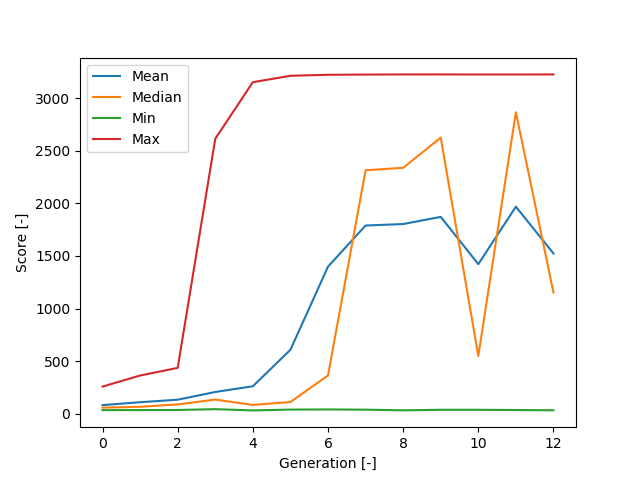 Mean
Median
Min
Max
3000
2500
2000
1500
1000
500
0
Score [-]
0 2 4 6 8 10 12
Generation [-]